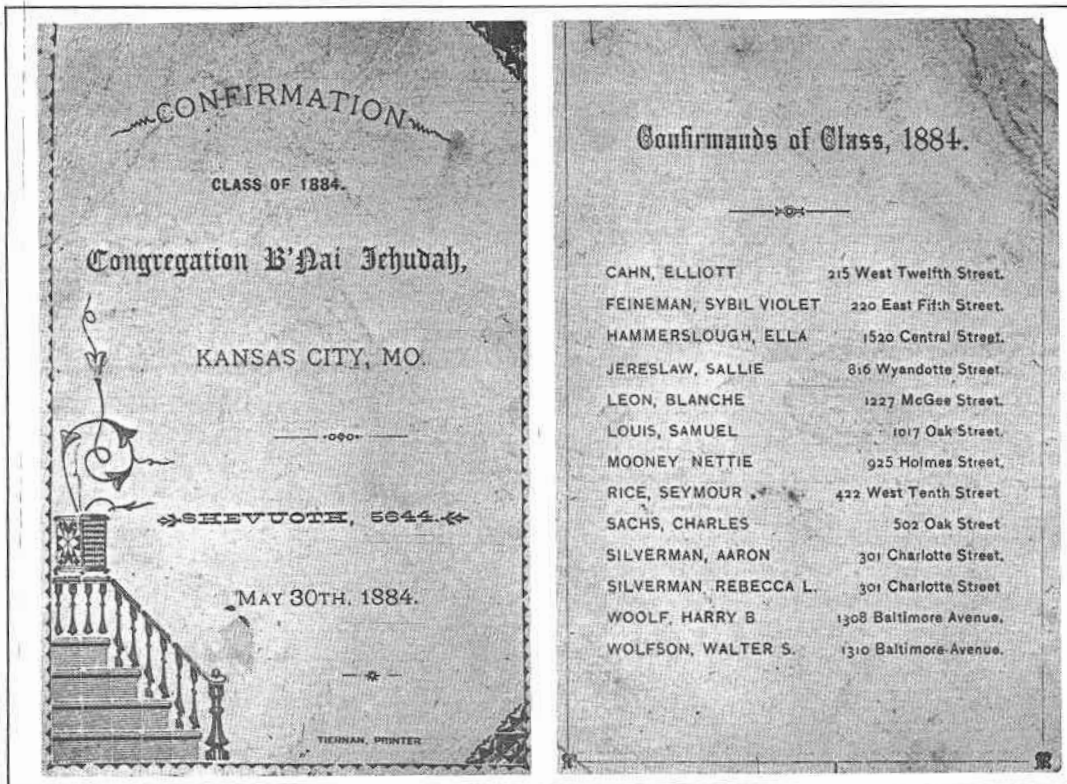 CONFIRMATION
CLASS OF 1884.
Congregation B'Nai Jehudah,
KANSAS CITY, MO.
SHEVUOTH, 5644.
MAY 30TH. 1884.
TIERNAN, PRINTER
Confirmands of Class, 1884.
CAHN, ELLIOTT 215 West Twelfth Street.
FEINEMAN, SYBIL VIOLET 220 East Fifth Street.
HAMMERSLOUGH, ELLA 1520 Central Street.
JERESLAW, SALLIE 816 Wyandotte Street.
LEON, BLANCHE 1227 McGee Street.
LOUIS, SAMUEL 1017 Oak Street.
MOONEY NETTIE 925 Holmes Street,
RICE, SEYMOUR 422 West Tenth Street
SACHS, CHARLES 502 Oak Street
SILVERMAN, AARON 301 Charlotte Street,
SILVERMAN, REBECCA L. 301 Charlotte Street
WOOLF, HARRY B 1308 Baltimore Avenue.
WOLFSON, WALTER S. 1310 Baltimore Avenue.